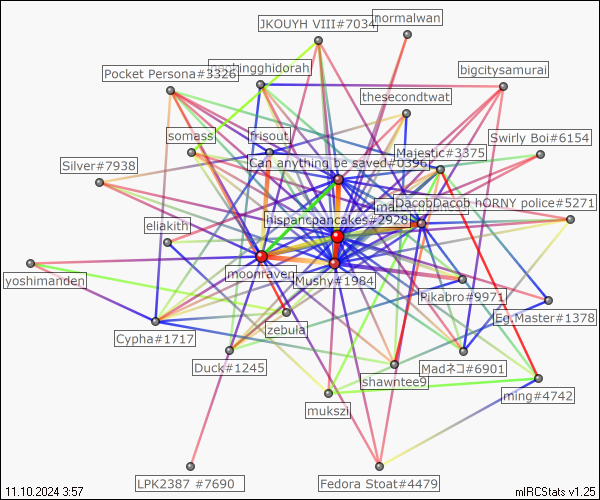 JKOUYH VIII#7034
normalwan
Pocket Persona#3326
bigcitysamurai
thesecondtwat
somass
frisout
Swirly Boi#6154
Majestic#3375
Can anything be saved#0396
Silver#7938
DacobDacob hORNY police#5271
hispancpancakes#2928
eliakith
moonraven
Mushy#1984
yoshimanden
Pikabro#9971
Eg.Master#1378
zebula
Cypha#1717
Duck#1245
Madネコ#6901
shawntee9
ming#4742
mukszi
LPK2387 #7690
Fedora Stoat#4479
11.10.2024 3:57
mIRCStats v1.25